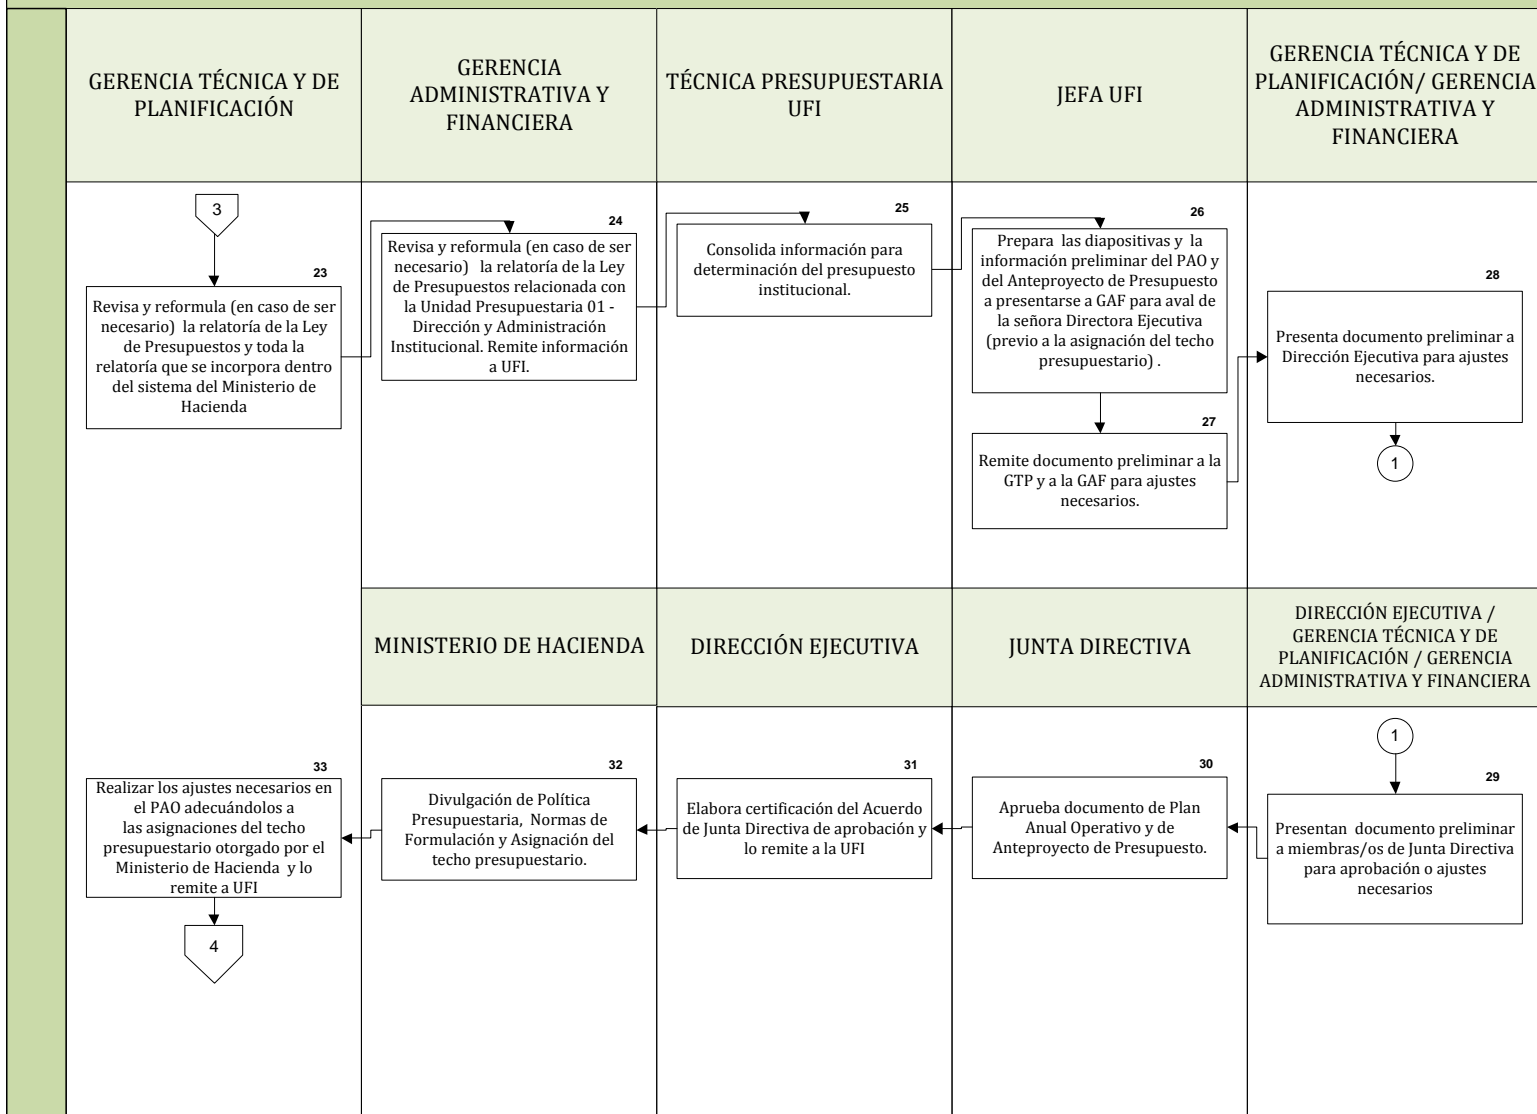 GERENCIA TÉCNICA Y DE
PLANIFICACIÓN
GERENCIA
ADMINISTRATIVA Y
FINANCIERA
TÉCNICA PRESUPUESTARIA
UFI
JEFA UFI
GERENCIA TÉCNICA Y DE
PLANIFICACIÓN/ GERENCIA
ADMINISTRATIVA Y
FINANCIERA
3
23
Revisa y reformula (en caso de ser
necesario) la relatoría de la Ley
de Presupuestos y toda la
relatoría que se incorpora dentro
del sistema del Ministerio de
Hacienda
24
Revisa y reformula (en caso de ser
necesario) la relatoría de la Ley
de Presupuestos relacionada con
la Unidad Presupuestaria 01 -
Dirección y Administración
Institucional. Remite información
a UFI.
25
Consolida información para
determinación del presupuesto
institucional.
26
Prepara las diapositivas y la
información preliminar del PAO y
del Anteproyecto de Presupuesto
a presentarse a GAF para aval de
la señora Directora Ejecutiva
(previo a la asignación del techo
presupuestario) .
27
Remite documento preliminar a la
GTP y a la GAF para ajustes
necesarios.
28
Presenta documento preliminar a
Dirección Ejecutiva para ajustes
necesarios.
1
MINISTERIO DE HACIENDA
DIRECCIÓN EJECUTIVA
JUNTA DIRECTIVA
DIRECCIÓN EJECUTIVA /
GERENCIA TÉCNICA Y DE
PLANIFICACIÓN / GERENCIA
ADMINISTRATIVA Y FINANCIERA
1
29
Presentan documento preliminar
a miembras/os de Junta Directiva
para aprobación o ajustes
necesarios
30
Aprueba documento de Plan
Anual Operativo y de
Anteproyecto de Presupuesto.
31
Elabora certificación del Acuerdo
de Junta Directiva de aprobación y
lo remite a la UFI
32
Divulgación de Política
Presupuestaria, Normas de
Formulación y Asignación del
techo presupuestario.
33
Realizar los ajustes necesarios en
el PAO adecuándolos a
las asignaciones del techo
presupuestario otorgado por el
Ministerio de Hacienda y lo
remite a UFI
4